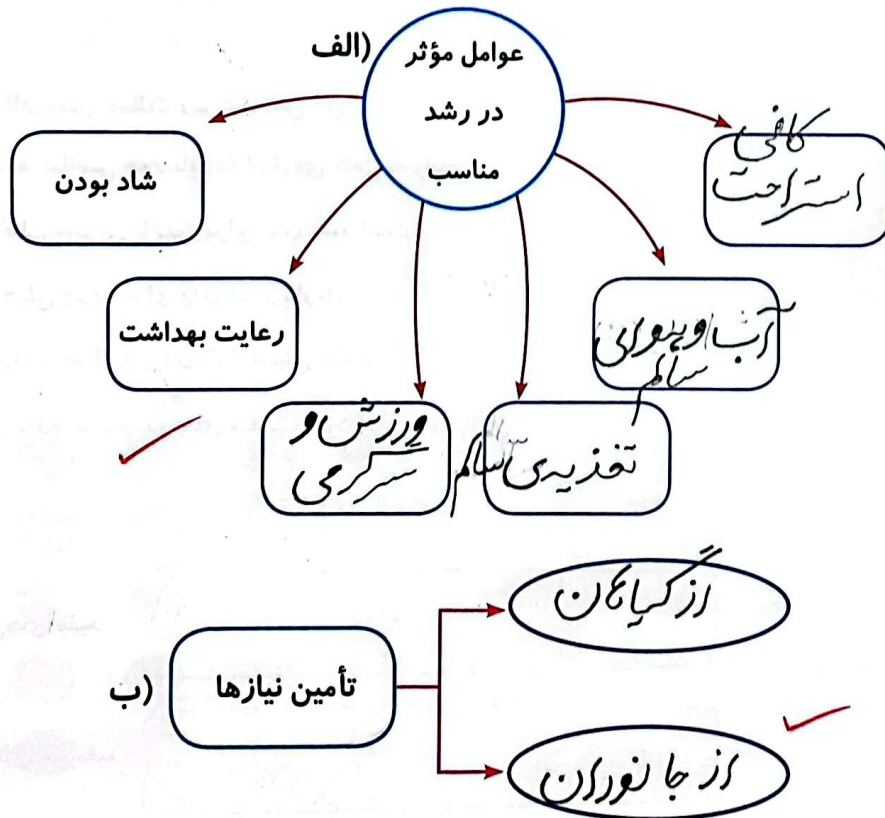 الف)
عوامل مؤثر
در رشد
مناسب
کافی
استراحت
شاد بودن
آب و هوای
سالم
رعایت بهداشت
تغذیه‌ی سالم
ورزش و
سرگرمی
از گیاهان
ب)
تأمین نیازها
از جانوران